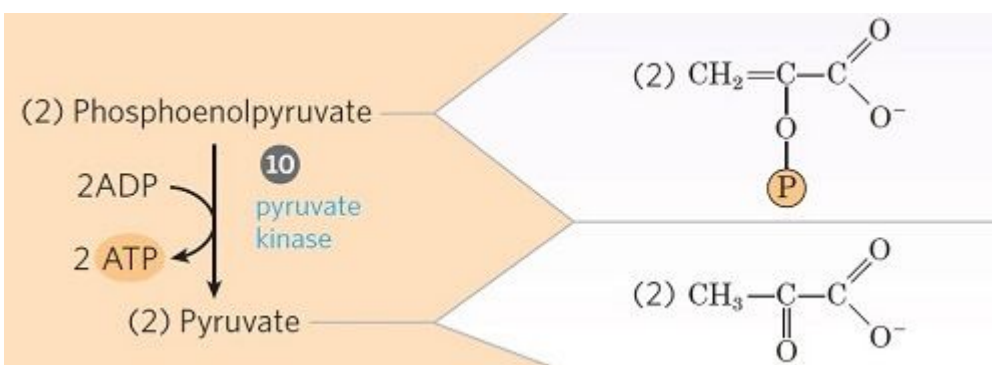 (2) Phosphoenolpyruvate
10
2ADP
pyruvate
kinase
2 ATP
(2) Pyruvate
O
(2) CH₂=C—C
O⁻
O
P
O
(2) CH₃—C—C
O⁻
O